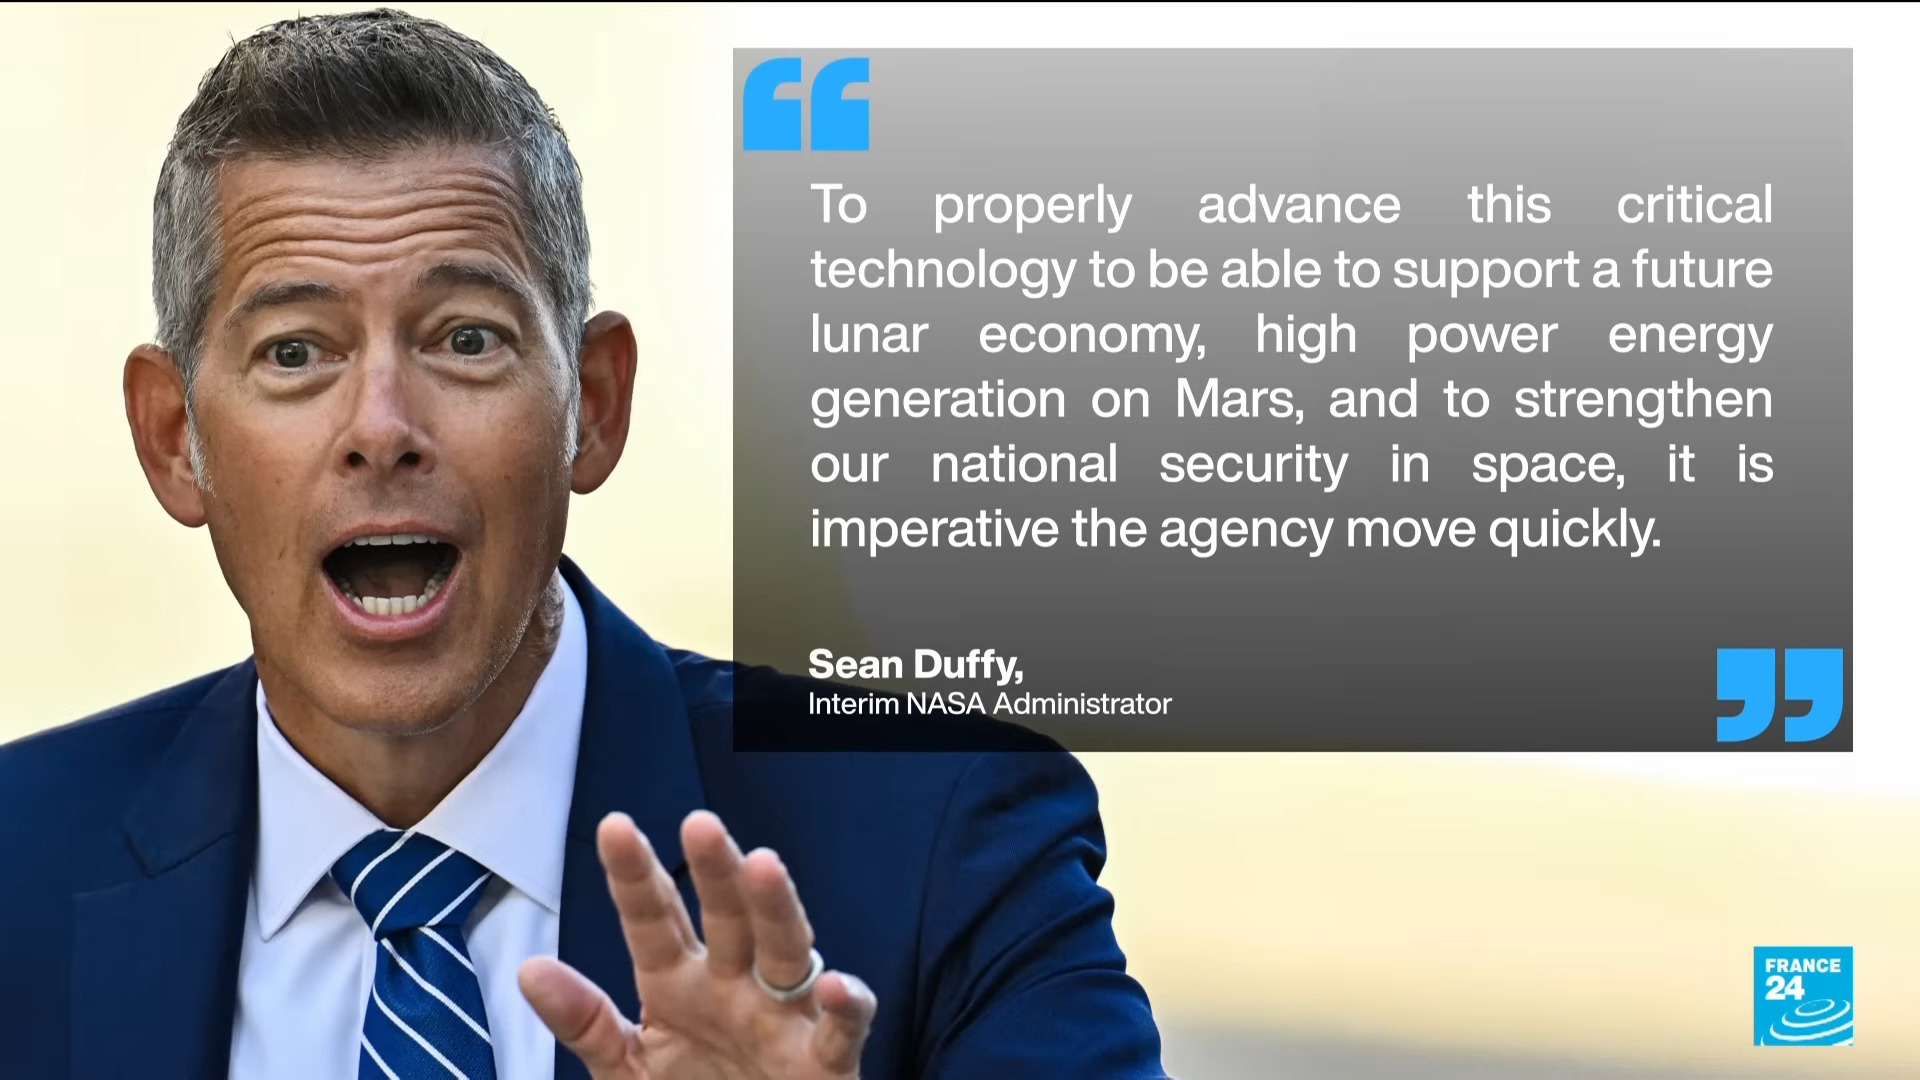 To properly advance this critical
technology to be able to support a future
lunar economy, high power energy
generation on Mars, and to strengthen
our national security in space, it is
imperative the agency move quickly.
Sean Duffy,
Interim NASA Administrator
FRANCE
24